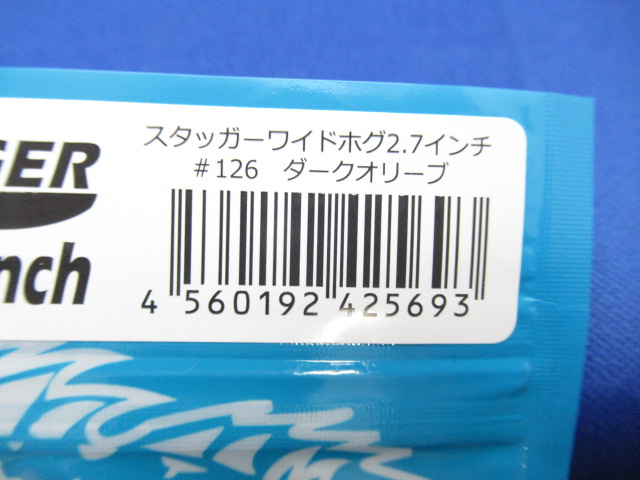 スタッガーワイドホグ2.7インチ
#126 ダークオリーブ
GER
nch
4 560192 425693